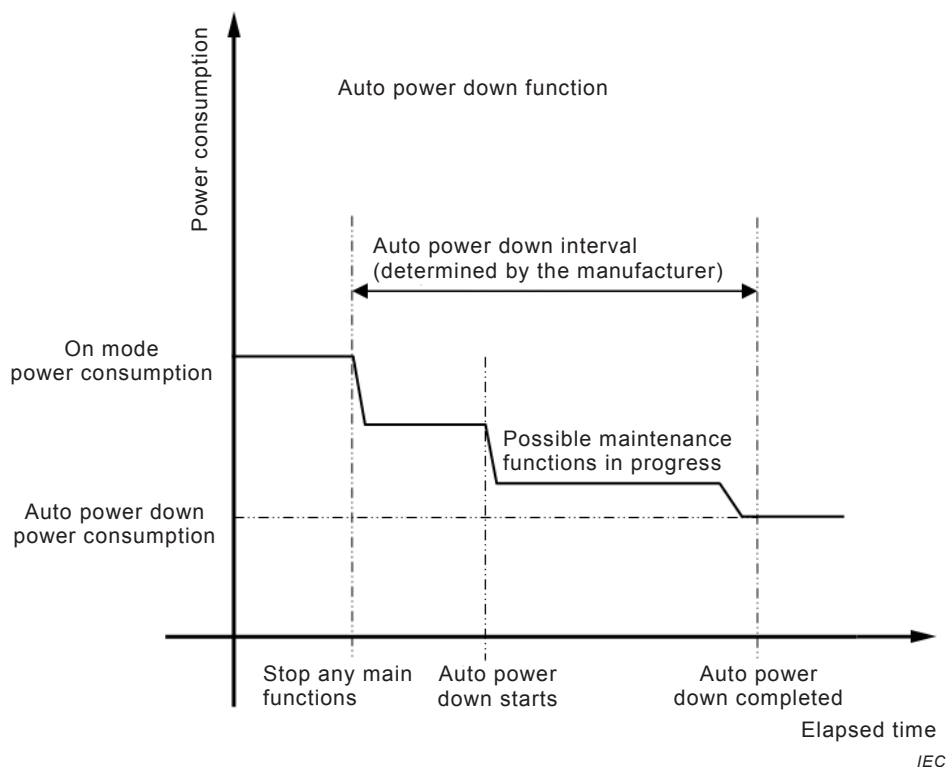 Power consumption
Auto power down function
Auto power down interval
(determined by the manufacturer)
On mode
power consumption
Possible maintenance
functions in progress
Auto power down
power consumption
Stop any main
functions
Auto power
down starts
Auto power
down completed
Elapsed time
IEC